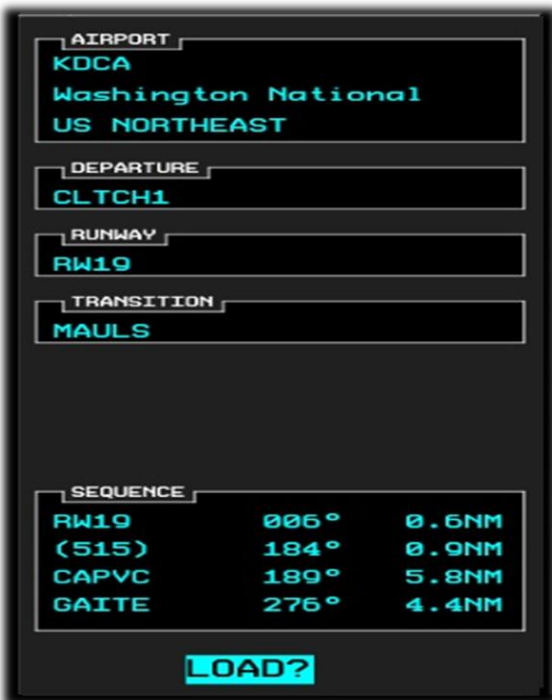 AIRPORT
KDCA
Washington National
US NORTHEAST
DEPARTURE
CLTCH1
RUNWAY
RW19
TRANSITION
MAULS
SEQUENCE
RW19 006° 0.6NM
(515) 184° 0.9NM
CAPVC 189° 5.8NM
GAITE 276° 4.4NM
LOAD?